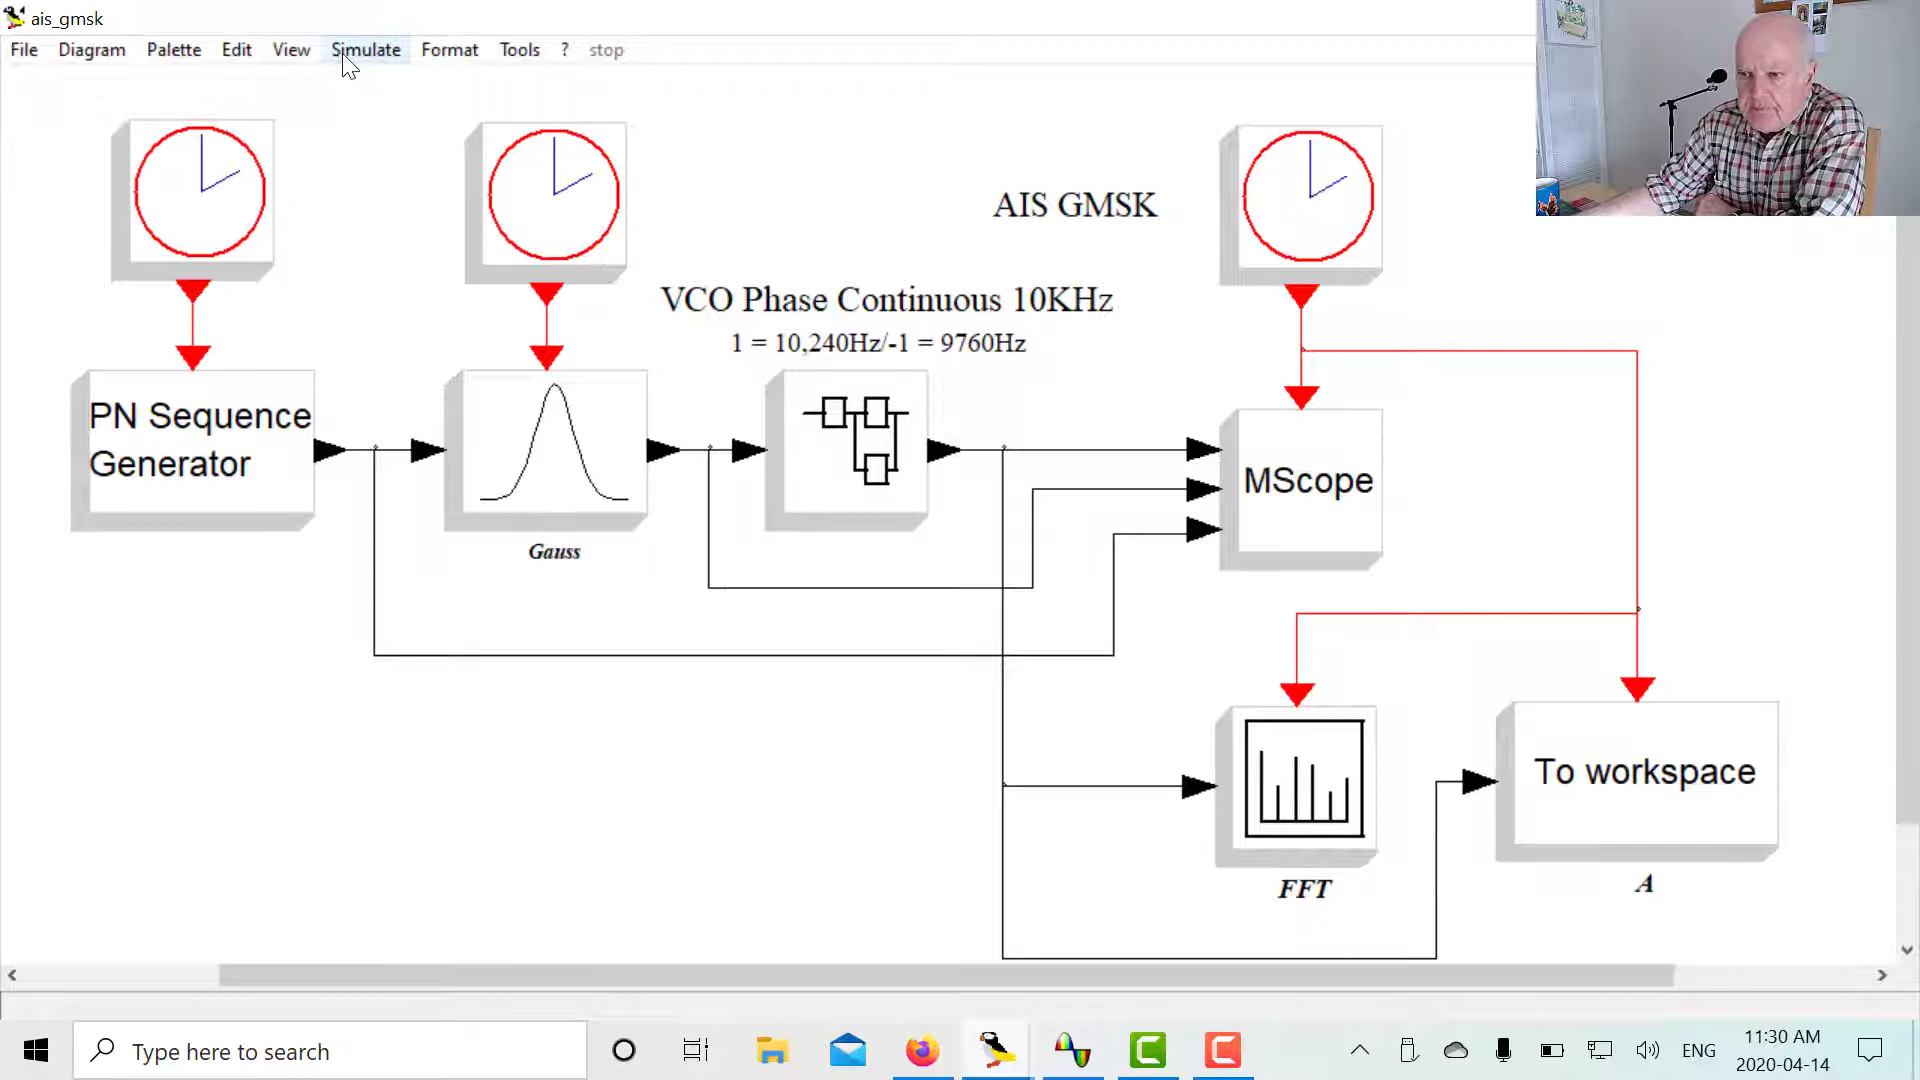 ais_gmsk
File Diagram Palette Edit View Simulate Format Tools ? stop
AIS GMSK
VCO Phase Continuous 10KHz
1 = 10,240Hz/-1 = 9760Hz
PN Sequence
Generator
Gauss
MScope
FFT
To workspace
A
Type here to search
ENG
11:30 AM
2020-04-14